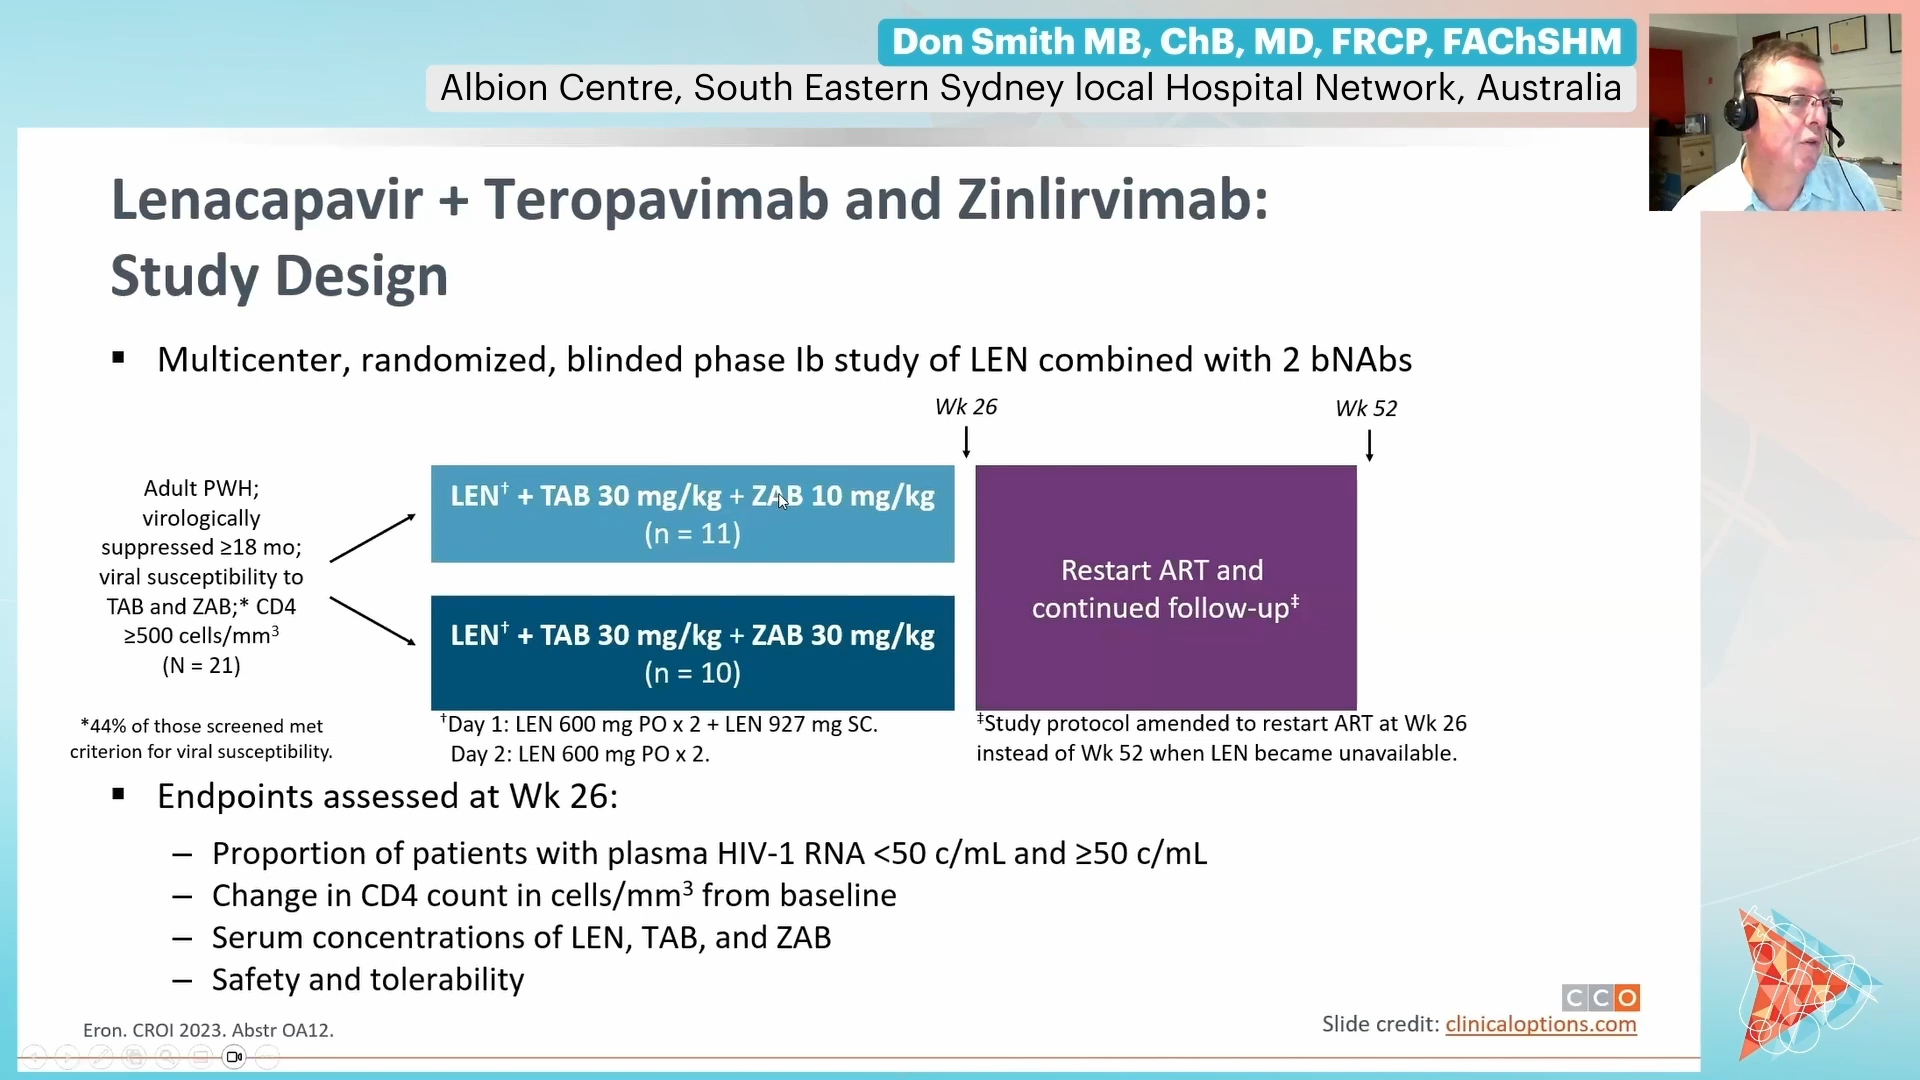 Don Smith MB, ChB, MD, FRCP, FAChSHM
Albion Centre, South Eastern Sydney local Hospital Network, Australia
Lenacapavir + Teropavimab and Zinlirvimab:
Study Design
▪ Multicenter, randomized, blinded phase Ib study of LEN combined with 2 bNAbs
Wk 26
Wk 52
Adult PWH;
virologically
suppressed ≥18 mo;
viral susceptibility to
TAB and ZAB;* CD4
≥500 cells/mm³
(N = 21)
LEN† + TAB 30 mg/kg + ZAB 10 mg/kg
(n = 11)
LEN† + TAB 30 mg/kg + ZAB 30 mg/kg
(n = 10)
Restart ART and
continued follow-up‡
*44% of those screened met
criterion for viral susceptibility.
†Day 1: LEN 600 mg PO x 2 + LEN 927 mg SC.
Day 2: LEN 600 mg PO x 2.
‡Study protocol amended to restart ART at Wk 26
instead of Wk 52 when LEN became unavailable.
▪ Endpoints assessed at Wk 26:
– Proportion of patients with plasma HIV-1 RNA <50 c/mL and ≥50 c/mL
– Change in CD4 count in cells/mm³ from baseline
– Serum concentrations of LEN, TAB, and ZAB
– Safety and tolerability
CCO
Eron. CROI 2023. Abstr OA12.
Slide credit: clinicaloptions.com